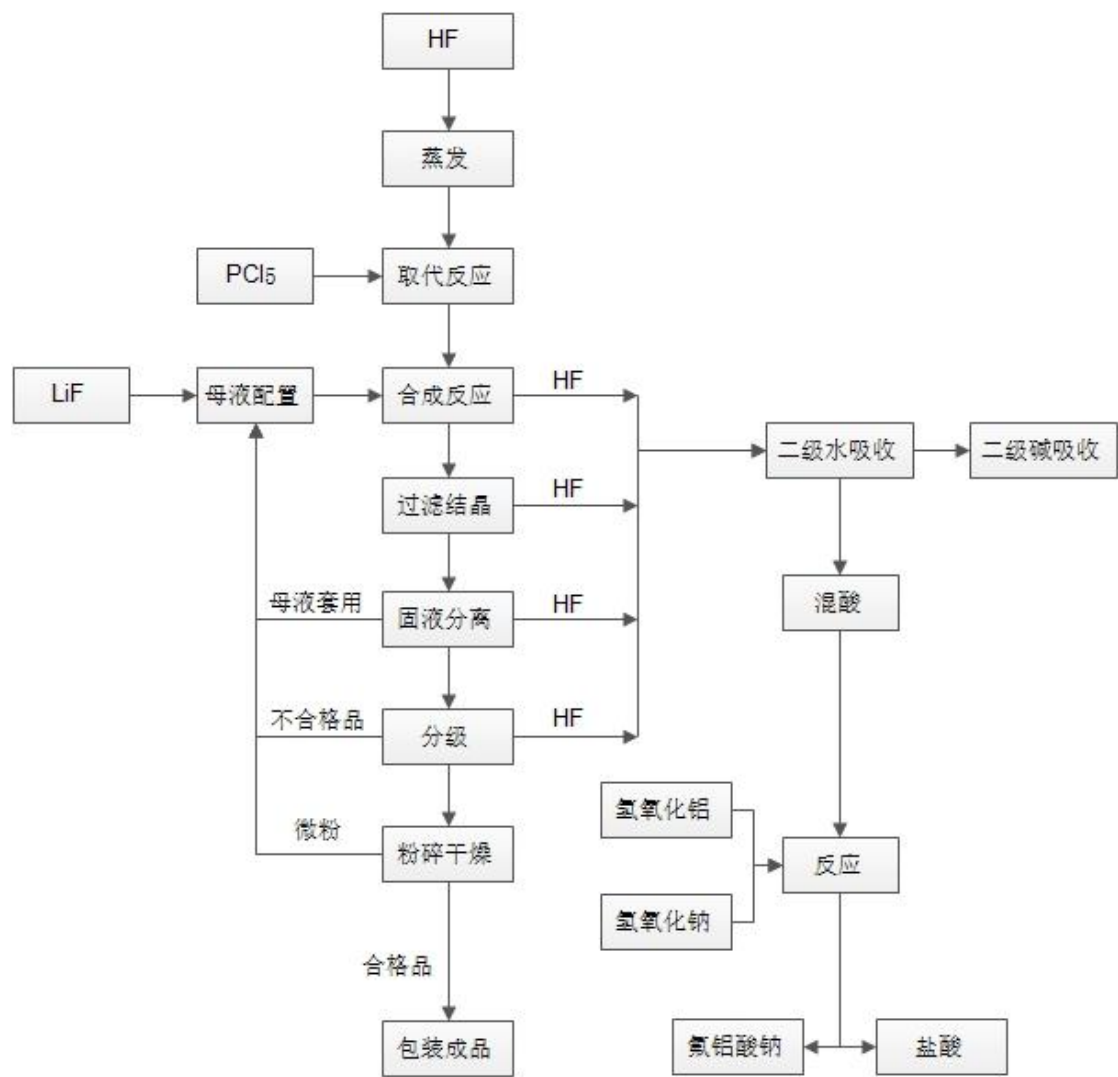 HF
蒸发
PCl5
取代反应
LiF
母液配置
合成反应
HF
二级水吸收
二级碱吸收
过滤结晶
HF
混酸
母液套用
固液分离
HF
不合格品
分级
HF
氢氧化铝
微粉
粉碎干燥
反应
氢氧化钠
合格品
包装成品
氟铝酸钠
盐酸